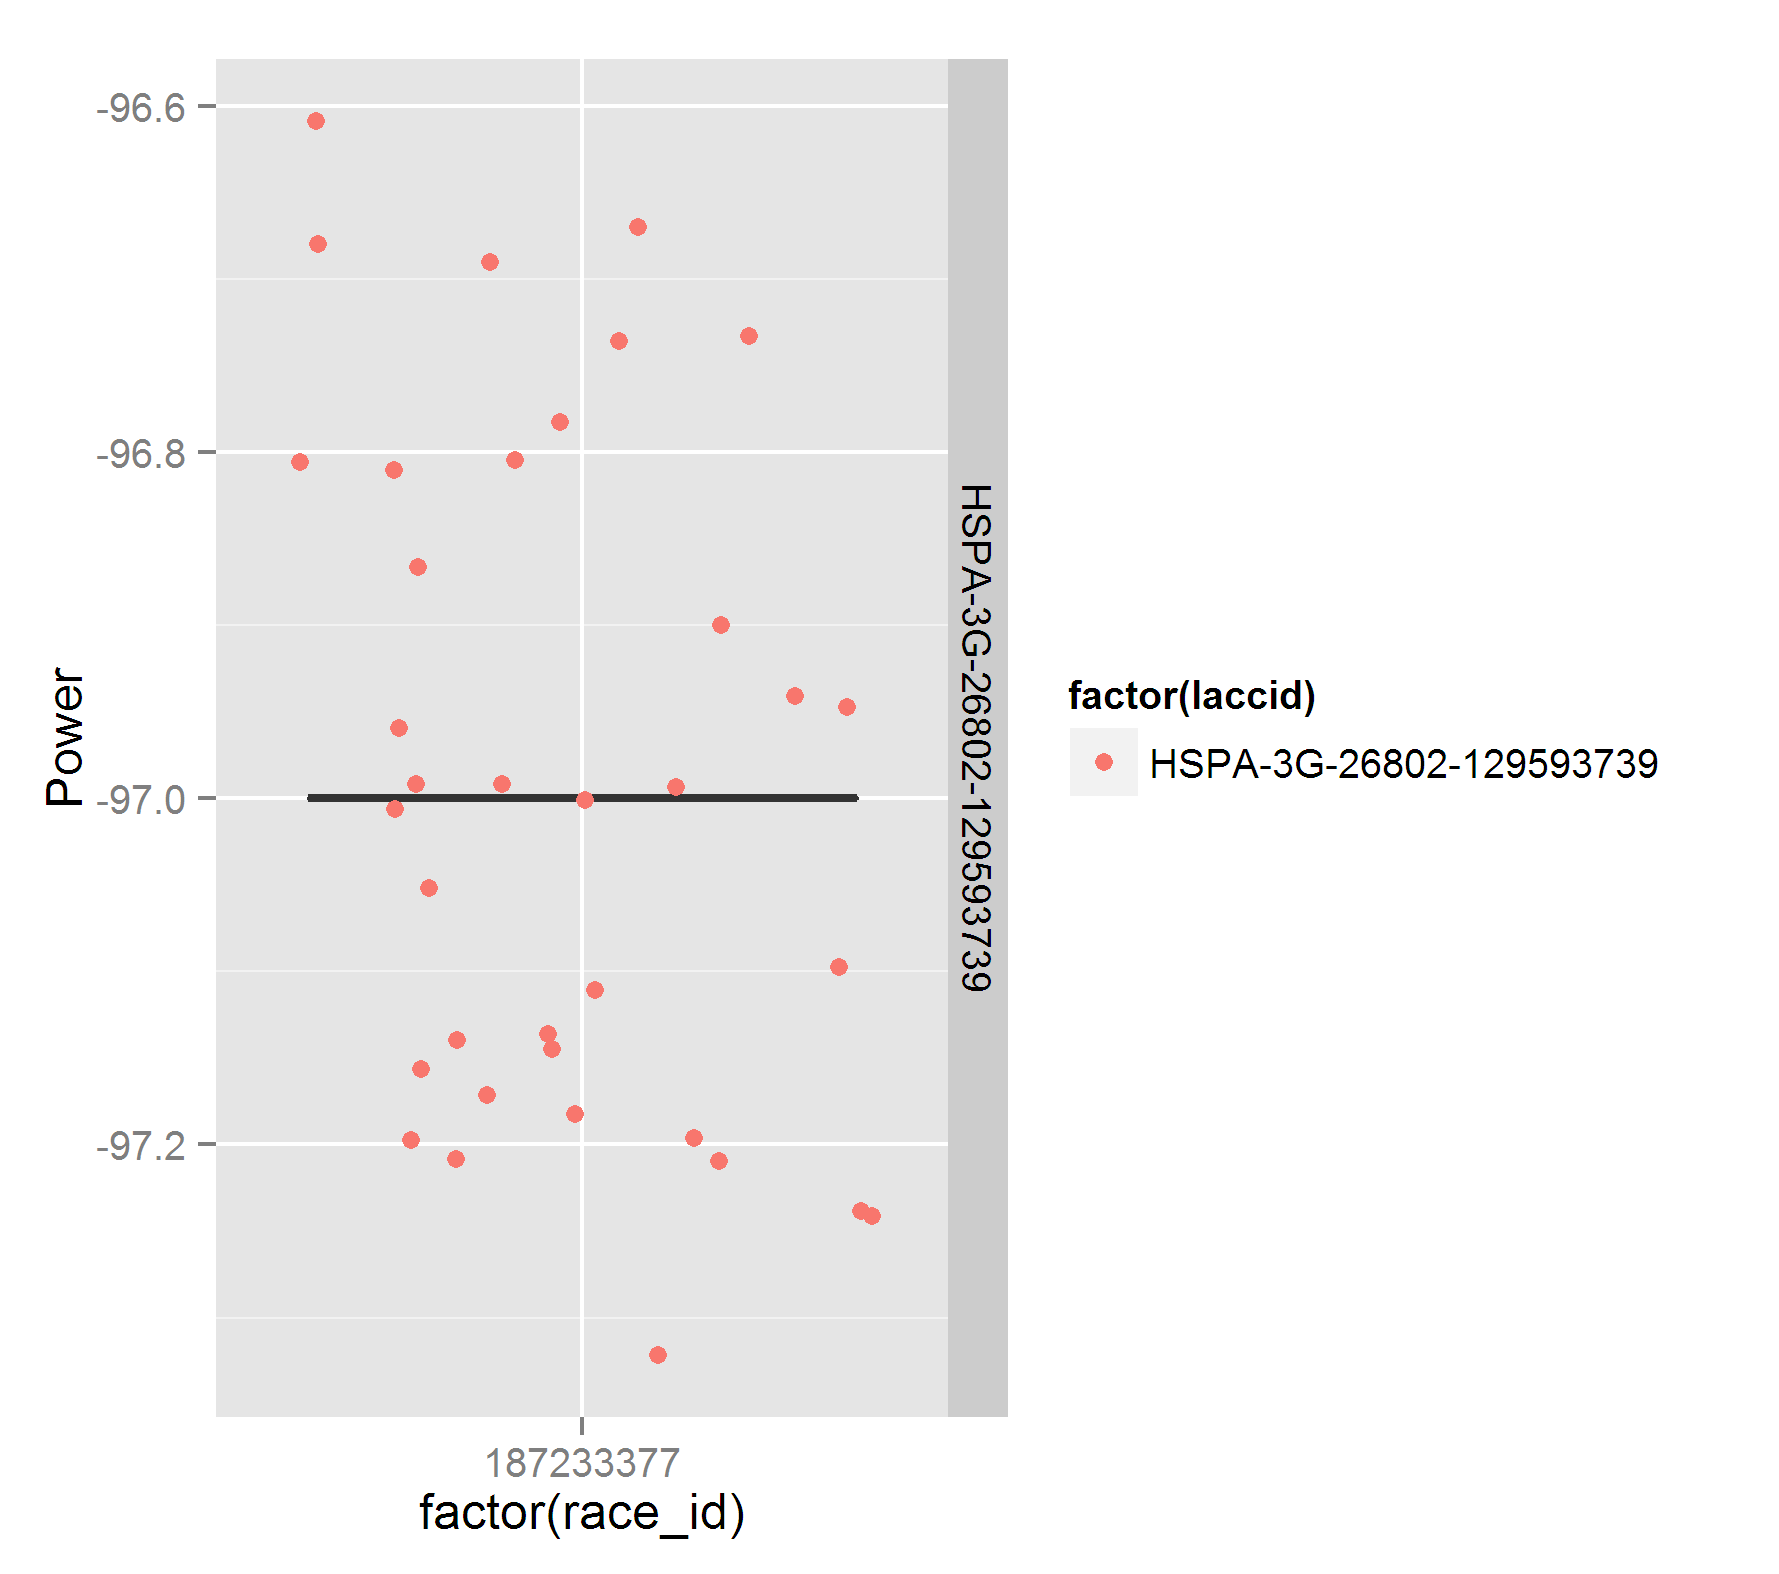 -96.6
-96.8
-97.0
-97.2
Power
187233377
factor(race_id)
HSPA-3G-26802-129593739
factor(laccid)
HSPA-3G-26802-129593739